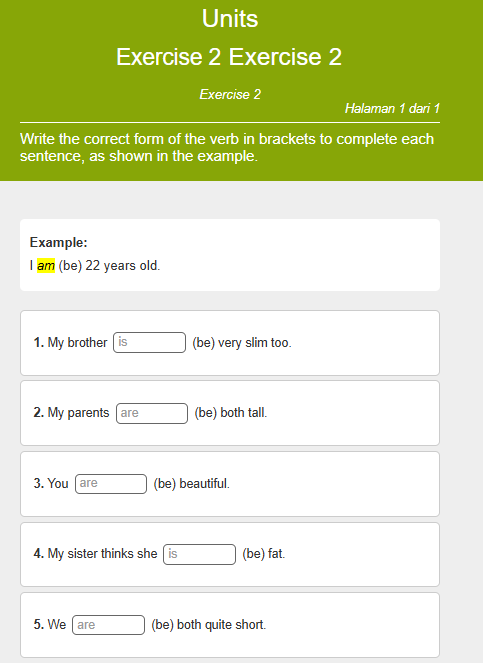 Units
Exercise 2 Exercise 2
Exercise 2
Halaman 1 dari 1
Write the correct form of the verb in brackets to complete each
sentence, as shown in the example.
Example:
I am (be) 22 years old.
1. My brother is (be) very slim too.
2. My parents are (be) both tall.
3. You are (be) beautiful.
4. My sister thinks she is (be) fat.
5. We are (be) both quite short.